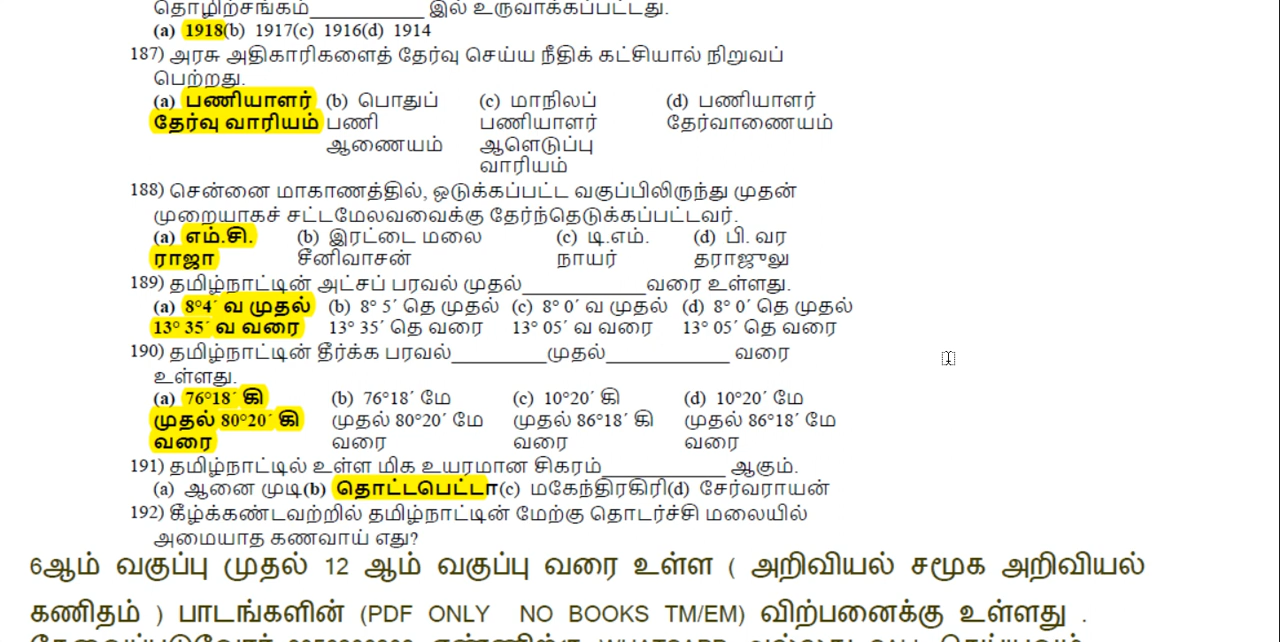 தொழிற்சங்கம்____________ இல் உருவாக்கப்பட்டது.
(a) 1918(b) 1917(c) 1916(d) 1914
187) அரசு அதிகாரிகளைத் தேர்வு செய்ய நீதிக் கட்சியால் நிறுவப்
பெற்றது.
(a) பணியாளர் (b) பொதுப் (c) மாநிலப் (d) பணியாளர்
தேர்வு வாரியம் பணி பணியாளர் தேர்வாணையம்
ஆணையம் ஆளெடுப்பு
வாரியம்
188) சென்னை மாகாணத்தில், ஒடுக்கப்பட்ட வகுப்பிலிருந்து முதன்
முறையாகச் சட்டமேலவவைக்கு தேர்ந்தெடுக்கப்பட்டவர்.
(a) எம்.சி. (b) இரட்டை மலை (c) டி.எம். (d) பி. வர
ராஜா சீனிவாசன் நாயர் தராஜுலு
189) தமிழ்நாட்டின் அட்சப் பரவல் முதல்_____________வரை உள்ளது.
(a) 8°4´ வ முதல் (b) 8° 5´ தெ முதல் (c) 8° 0´ வ முதல் (d) 8° 0´ தெ முதல்
13° 35´ வ வரை 13° 35´ தெ வரை 13° 05´ வ வரை 13° 05´ தெ வரை
190) தமிழ்நாட்டின் தீர்க்க பரவல்__________முதல்_____________ வரை
உள்ளது.
(a) 76°18´ கி (b) 76°18´ மே (c) 10°20´ கி (d) 10°20´ மே
முதல் 80°20´ கி முதல் 80°20´ மே முதல் 86°18´ கி முதல் 86°18´ மே
வரை வரை வரை வரை
191) தமிழ்நாட்டில் உள்ள மிக உயரமான சிகரம்_____________ ஆகும்.
(a) ஆனை முடி(b) தொட்டபெட்டா(c) மகேந்திரகிரி(d) சேர்வராயன்
192) கீழ்க்கண்டவற்றில் தமிழ்நாட்டின் மேற்கு தொடர்ச்சி மலையில்
அமையாத கணவாய் எது?
6ஆம் வகுப்பு முதல் 12 ஆம் வகுப்பு வரை உள்ள ( அறிவியல் சமூக அறிவியல்
கணிதம் ) பாடங்களின் (PDF ONLY NO BOOKS TM/EM) விற்பனைக்கு உள்ளது .